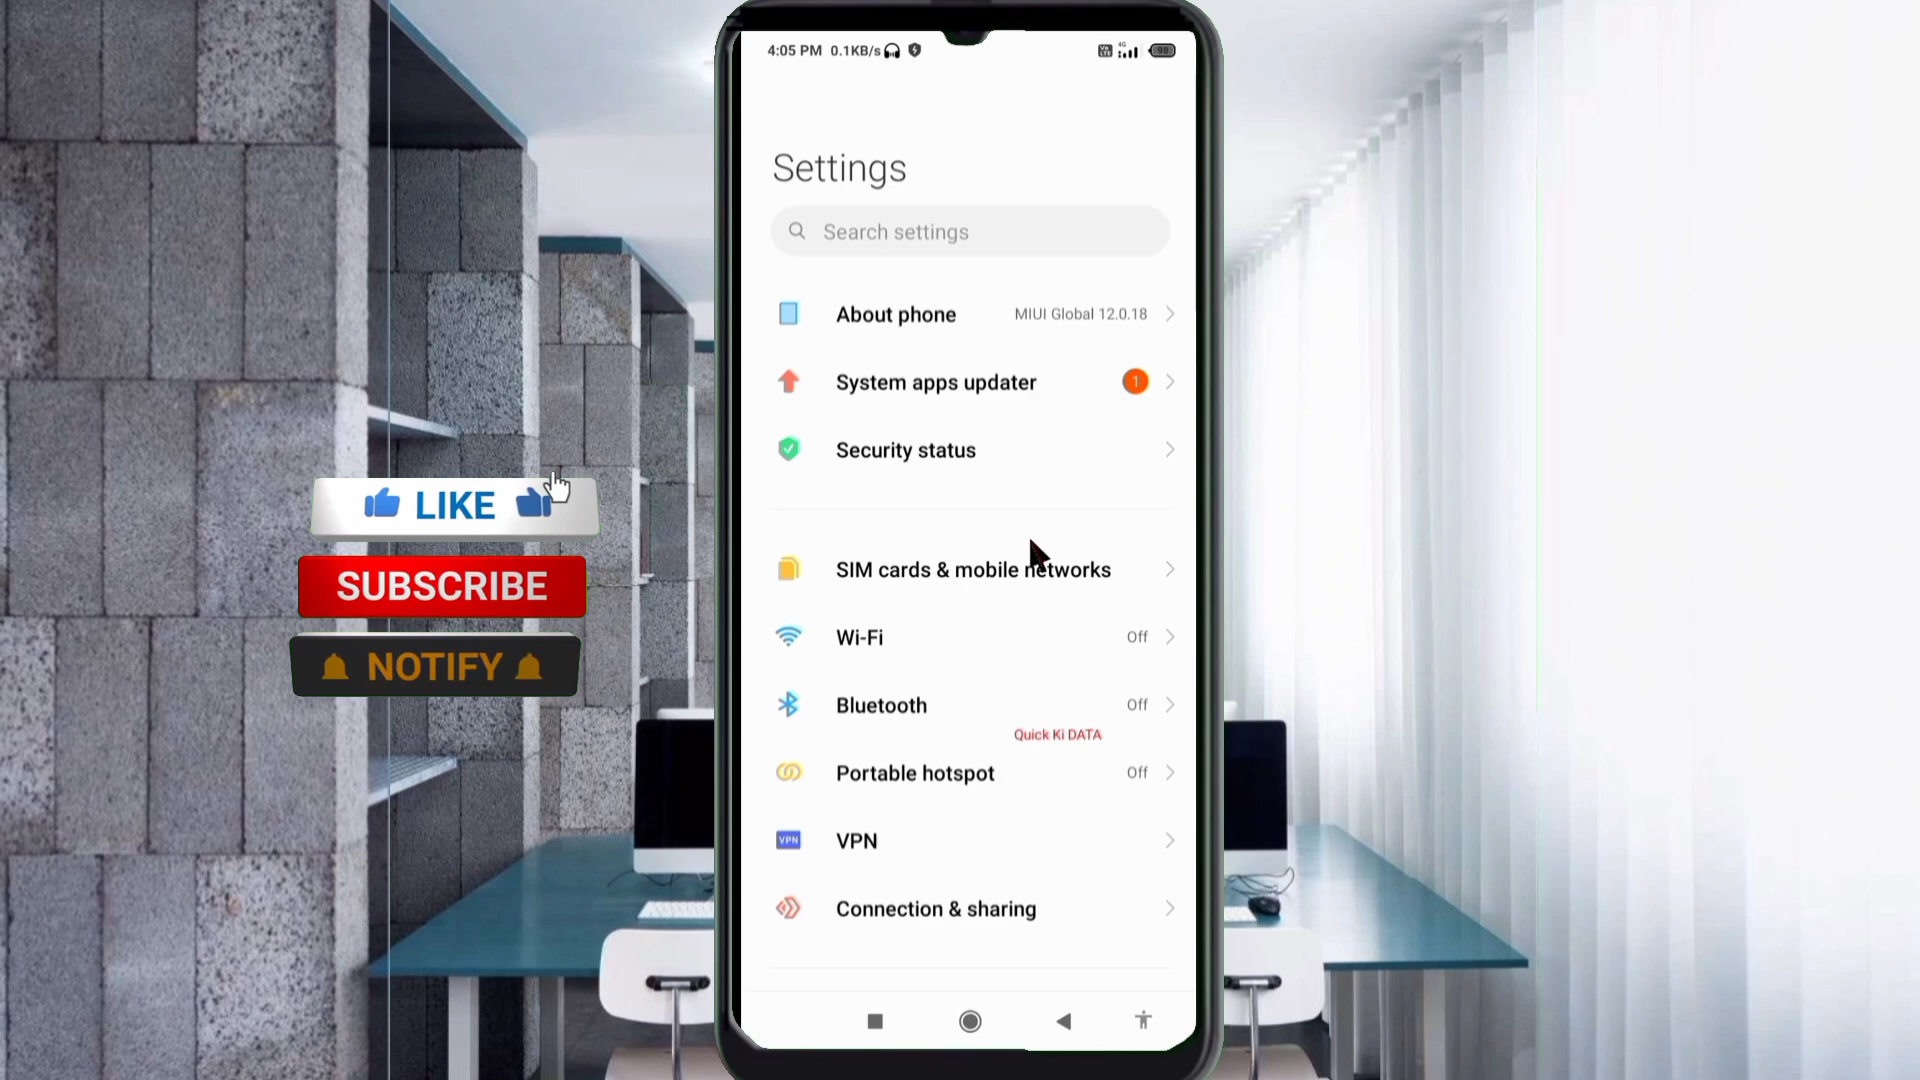 4:05 PM 0.1KB/s
4G
98
Settings
Search settings
About phone MIUI Global 12.0.18
System apps updater 1
Security status
LIKE
SUBSCRIBE
NOTIFY
SIM cards & mobile networks
Wi-Fi Off
Bluetooth Off
Quick Ki DATA
Portable hotspot Off
VPN VPN
Connection & sharing